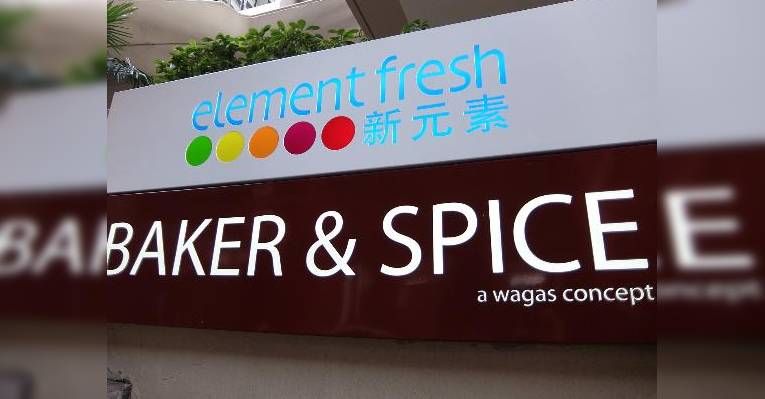 element fresh
新元素
BAKER & SPICE
a wagas concept